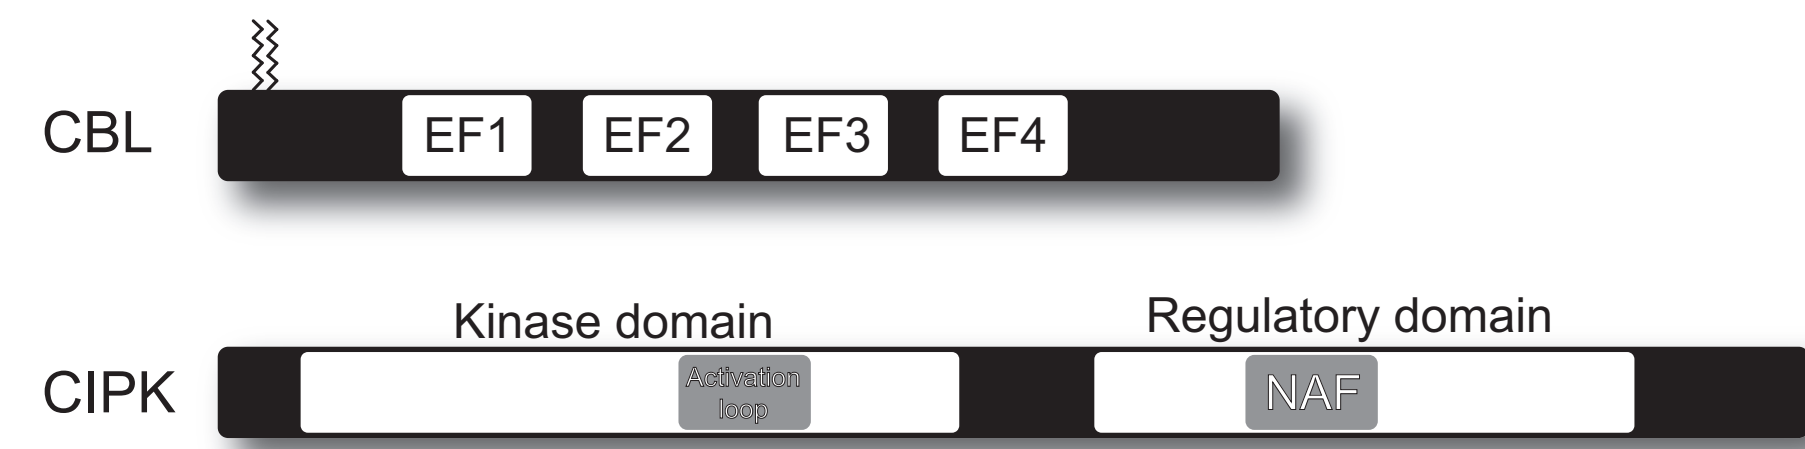 CBL EF1 EF2 EF3 EF4
Kinase domain Regulatory domain
CIPK Activation loop NAF